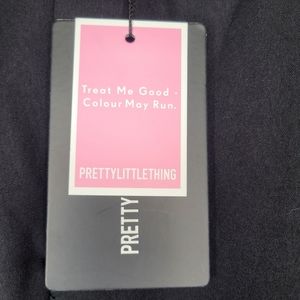 Treat Me Good -
Colour May Run.
PRETTYLITTLETHING
PRETTY